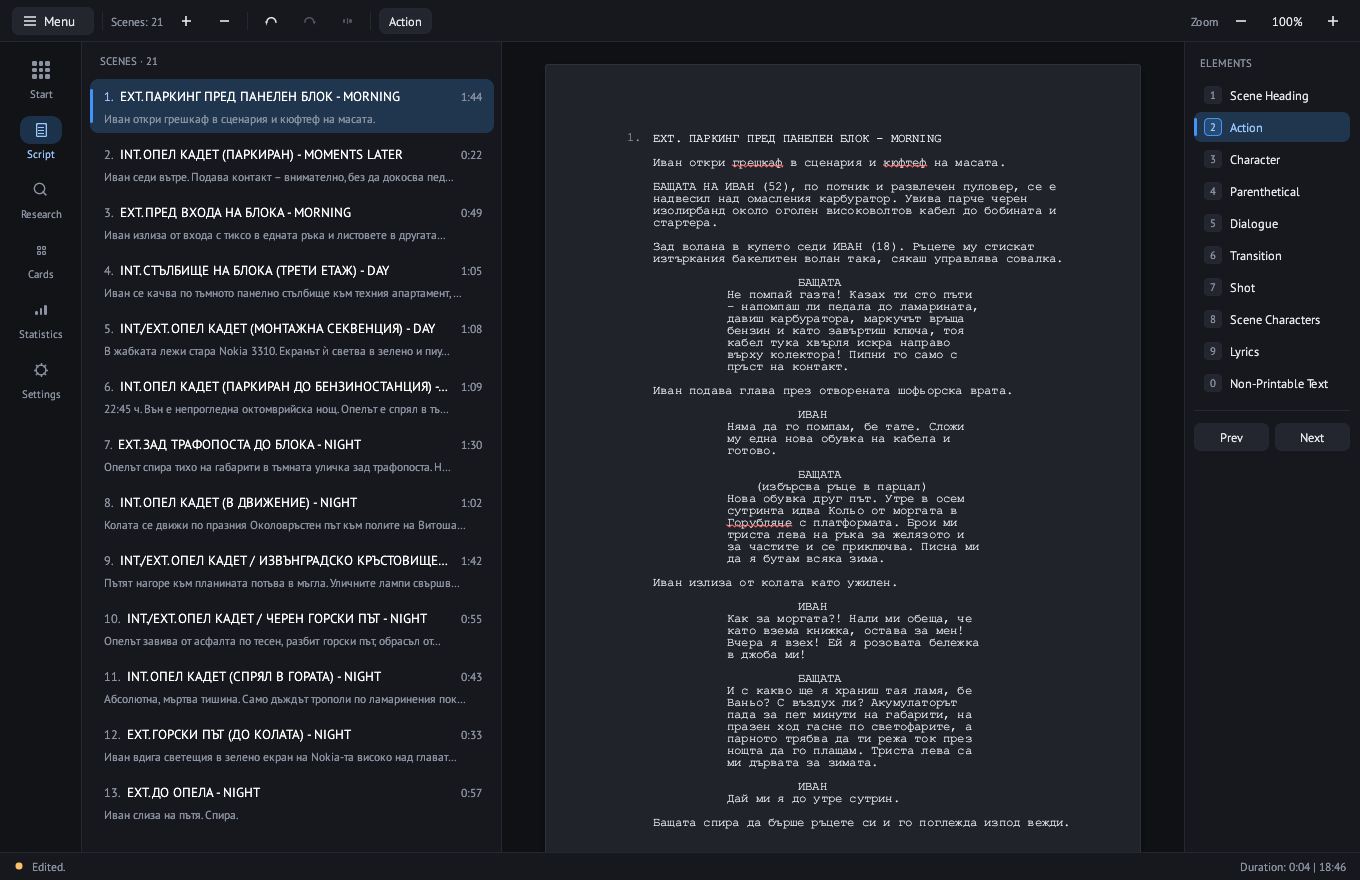 Menu
Scenes: 21
Action
Zoom
100%
Start
Script
Research
Cards
Statistics
Settings
SCENES · 21
1. EXT.ПАРКИНГ ПРЕД ПАНЕЛЕН БЛОК - MORNING 1:44
Иван откри грешкаф в сценария и кюфтеф на масата.
2. INT.ОПЕЛ КАДЕТ (ПАРКИРАН) - MOMENTS LATER 0:22
Иван седи вътре. Подава контакт – внимателно, без да докосва пед...
3. EXT.ПРЕД ВХОДА НА БЛОКА - MORNING 0:49
Иван излиза от входа с тиксо в едната ръка и листовете в другата...
4. INT.СТЪЛБИЩЕ НА БЛОКА (ТРЕТИ ЕТАЖ) - DAY 1:05
Иван се качва по тъмното панелно стълбище към техния апартамент, ...
5. INT./EXT.ОПЕЛ КАДЕТ (МОНТАЖНА СЕКВЕНЦИЯ) - DAY 1:08
В жабката лежи стара Nokia 3310. Екранът ѝ светва в зелено и пиу...
6. INT.ОПЕЛ КАДЕТ (ПАРКИРАН ДО БЕНЗИНОСТАНЦИЯ) -... 1:09
22:45 ч. Вън е непрогледна октомврийска нощ. Опелът е спрял в тъ...
7. EXT.ЗАД ТРАФОПОСТА ДО БЛОКА - NIGHT 1:30
Опелът спира тихо на габарити в тъмната уличка зад трафопоста. Н...
8. INT.ОПЕЛ КАДЕТ (В ДВИЖЕНИЕ) - NIGHT 1:02
Колата се движи по празния Околовръстен път към полите на Витоша...
9. INT./EXT.ОПЕЛ КАДЕТ / ИЗВЪНГРАДСКО КРЪСТОВИЩЕ... 1:42
Пътят нагоре към планината потъва в мъгла. Уличните лампи свършв...
10. INT./EXT.ОПЕЛ КАДЕТ / ЧЕРЕН ГОРСКИ ПЪТ - NIGHT 0:55
Опелът завива от асфалта по тесен, разбит горски път, обрасъл от...
11. INT.ОПЕЛ КАДЕТ (СПРЯЛ В ГОРАТА) - NIGHT 0:43
Абсолютна, мъртва тишина. Само дъждът трополи по ламаринения пок...
12. EXT.ГОРСКИ ПЪТ (ДО КОЛАТА) - NIGHT 0:33
Иван вдига светещия в зелено екран на Nokia-та високо над глават...
13. EXT.ДО ОПЕЛА - NIGHT 0:57
Иван слиза на пътя. Спира.
1. EXT. ПАРКИНГ ПРЕД ПАНЕЛЕН БЛОК - MORNING
Иван откри грешкаф в сценария и кюфтеф на масата.
БАЩАТА НА ИВАН (52), по потник и развлечен пуловер, се е
надвесил над омасления карбуратор. Увива парче черен
изолирбанд около оголен високоволтов кабел до бобината и
стартера.
Зад волана в купето седи ИВАН (18). Ръцете му стискат
изтъркания бакелитен волан така, сякаш управлява совалка.
БАЩАТА
Не помпай газта! Казах ти сто пъти
– напомпаш ли педала до ламарината,
давиш карбуратора, маркучът връща
бензин и като завъртиш ключа, тоя
кабел тука хвърля искра направо
върху колектора! Пипни го само с
пръст на контакт.
Иван подава глава през отворената шофьорска врата.
ИВАН
Няма да го помпам, бе тате. Сложи
му една нова обувка на кабела и
готово.
БАЩАТА
(избърсва ръце в парцал)
Нова обувка друг път. Утре в осем
сутринта идва Кольо от моргата в
Горубляне с платформата. Брои ми
триста лева на ръка за желязото и
за частите и се приключва. Писна ми
да я бутам всяка зима.
Иван излиза от колата като ужилен.
ИВАН
Как за моргата?! Нали ми обеща, че
като взема книжка, остава за мен!
Вчера я взех! Ей я розовата бележка
в джоба ми!
БАЩАТА
И с какво ще я храниш тая ламя, бе
Ваньо? С въздух ли? Акумулаторът
пада за пет минути на габарити, на
празен ход гасне по светофарите, а
парното трябва да ти режа ток през
нощта да го плащам. Триста лева са
ми дървата за зимата.
ИВАН
Дай ми я до утре сутрин.
Бащата спира да бърше ръцете си и го поглежда изпод вежди.
ELEMENTS
1 Scene Heading
2 Action
3 Character
4 Parenthetical
5 Dialogue
6 Transition
7 Shot
8 Scene Characters
9 Lyrics
0 Non-Printable Text
Prev
Next
Edited.
Duration: 0:04 | 18:46